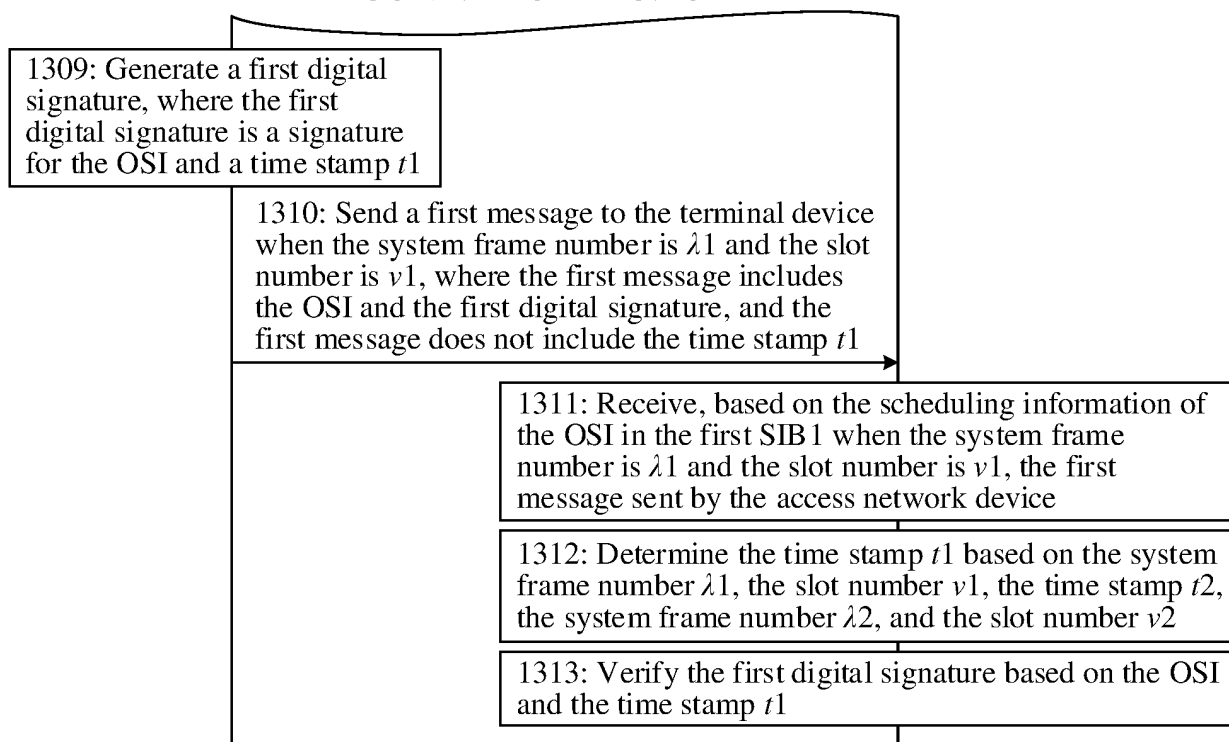 1309: Generate a first digital
signature, where the first
digital signature is a signature
for the OSI and a time stamp t1
1310: Send a first message to the terminal device
when the system frame number is λ1 and the slot
number is v1, where the first message includes
the OSI and the first digital signature, and the
first message does not include the time stamp t1
1311: Receive, based on the scheduling information of
the OSI in the first SIB1 when the system frame
number is λ1 and the slot number is v1, the first
message sent by the access network device
1312: Determine the time stamp t1 based on the system
frame number λ1, the slot number v1, the time stamp t2,
the system frame number λ2, and the slot number v2
1313: Verify the first digital signature based on the OSI
and the time stamp t1